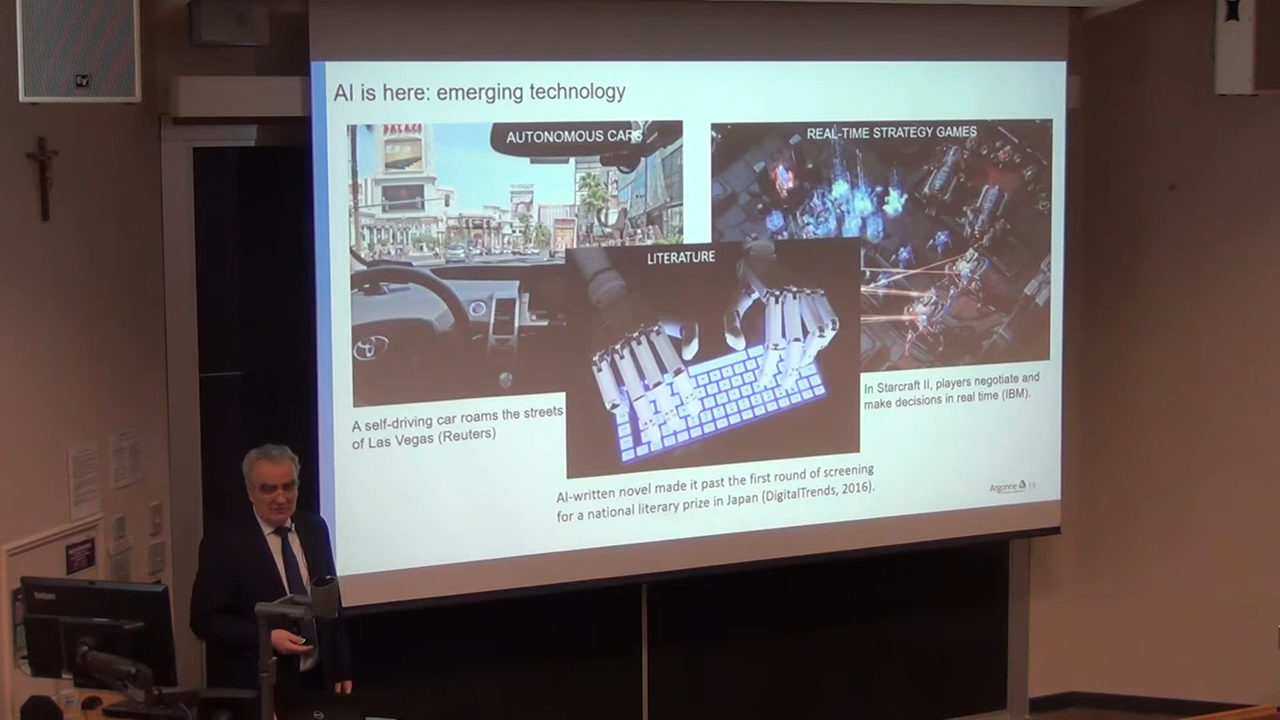 AI is here: emerging technology
AUTONOMOUS CARS
REAL-TIME STRATEGY GAMES
LITERATURE
A self-driving car roams the streets
of Las Vegas (Reuters)
In Starcraft II, players negotiate and
make decisions in real time (IBM).
AI-written novel made it past the first round of screening
for a national literary prize in Japan (DigitalTrends, 2016).
Argonne